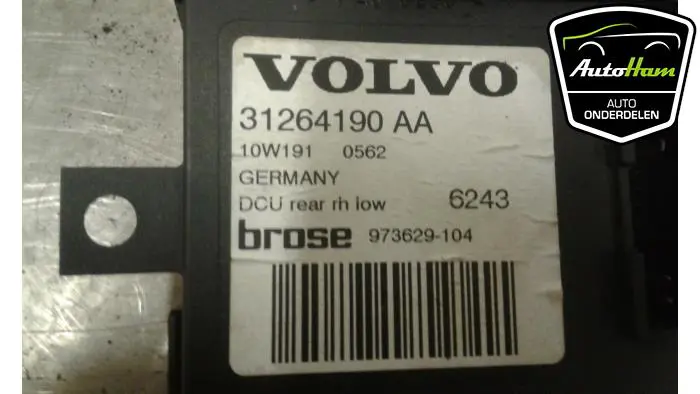 VOLVO
31264190 AA
10W191 0562
GERMANY
DCU rear rh low 6243
brose 973629-104
AutoHam
AUTO
ONDERDELEN